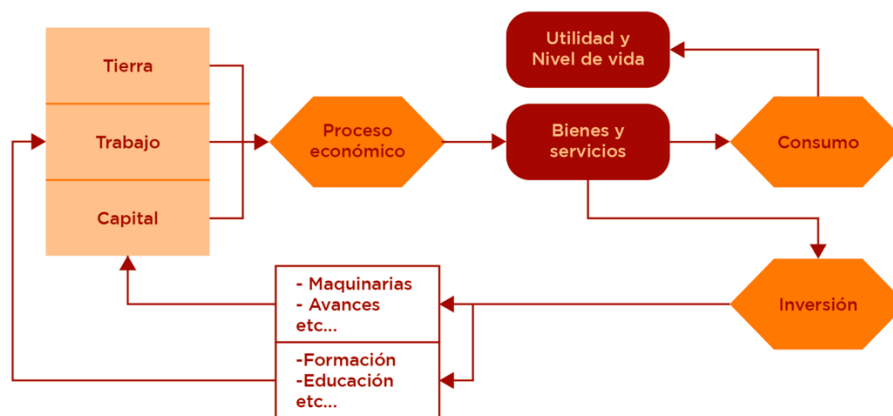 Tierra
Trabajo
Capital
Proceso
económico
Utilidad y
Nivel de vida
Bienes y
servicios
Consumo
Inversión
- Maquinarias
- Avances
etc...
-Formación
-Educación
etc...